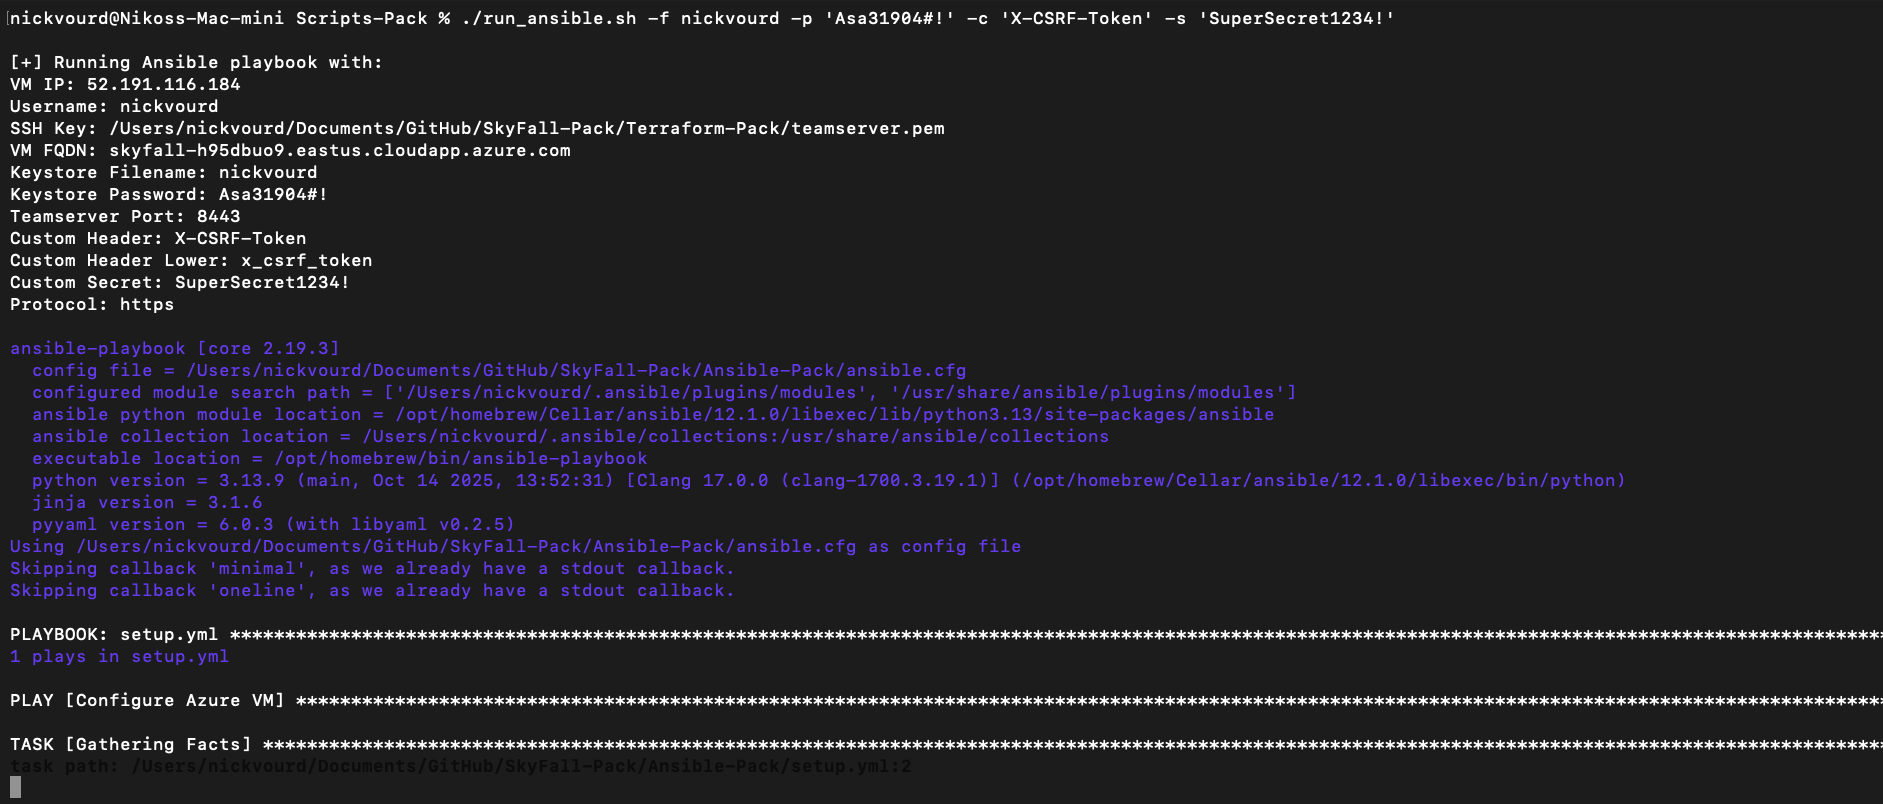 nickvourd@Nikoss-Mac-mini Scripts-Pack % ./run_ansible.sh -f nickvourd -p 'Asa31904#!' -c 'X-CSRF-Token' -s 'SuperSecret1234!'
[+] Running Ansible playbook with:
VM IP: 52.191.116.184
Username: nickvourd
SSH Key: /Users/nickvourd/Documents/GitHub/SkyFall-Pack/Terraform-Pack/teamserver.pem
VM FQDN: skyfall-h95dbuo9.eastus.cloudapp.azure.com
Keystore Filename: nickvourd
Keystore Password: Asa31904#!
Teamserver Port: 8443
Custom Header: X-CSRF-Token
Custom Header Lower: x_csrf_token
Custom Secret: SuperSecret1234!
Protocol: https
ansible-playbook [core 2.19.3]
  config file = /Users/nickvourd/Documents/GitHub/SkyFall-Pack/Ansible-Pack/ansible.cfg
  configured module search path = ['/Users/nickvourd/.ansible/plugins/modules', '/usr/share/ansible/plugins/modules']
  ansible python module location = /opt/homebrew/Cellar/ansible/12.1.0/libexec/lib/python3.13/site-packages/ansible
  ansible collection location = /Users/nickvourd/.ansible/collections:/usr/share/ansible/collections
  executable location = /opt/homebrew/bin/ansible-playbook
  python version = 3.13.9 (main, Oct 14 2025, 13:52:31) [Clang 17.0.0 (clang-1700.3.19.1)] (/opt/homebrew/Cellar/ansible/12.1.0/libexec/bin/python)
  jinja version = 3.1.6
  pyyaml version = 6.0.3 (with libyaml v0.2.5)
Using /Users/nickvourd/Documents/GitHub/SkyFall-Pack/Ansible-Pack/ansible.cfg as config file
Skipping callback 'minimal', as we already have a stdout callback.
Skipping callback 'oneline', as we already have a stdout callback.
PLAYBOOK: setup.yml ******************************************************************************************************************************************************
1 plays in setup.yml
PLAY [Configure Azure VM] ************************************************************************************************************************************************
TASK [Gathering Facts] ***************************************************************************************************************************************************
task path: /Users/nickvourd/Documents/GitHub/SkyFall-Pack/Ansible-Pack/setup.yml:2